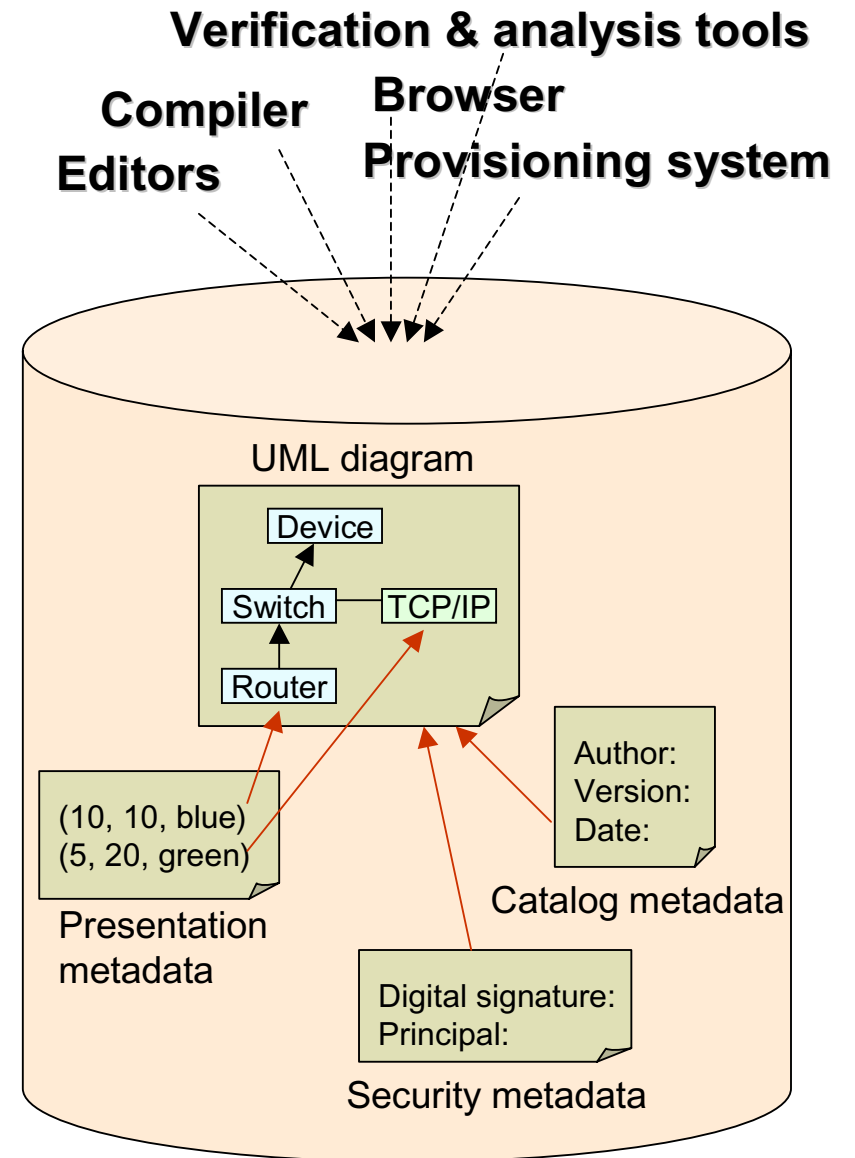 Verification & analysis tools
Browser
Compiler
Provisioning system
Editors
UML diagram
Device
Switch
TCP/IP
Router
Author:
Version:
Date:
(10, 10, blue)
(5, 20, green)
Catalog metadata
Presentation
metadata
Digital signature:
Principal:
Security metadata